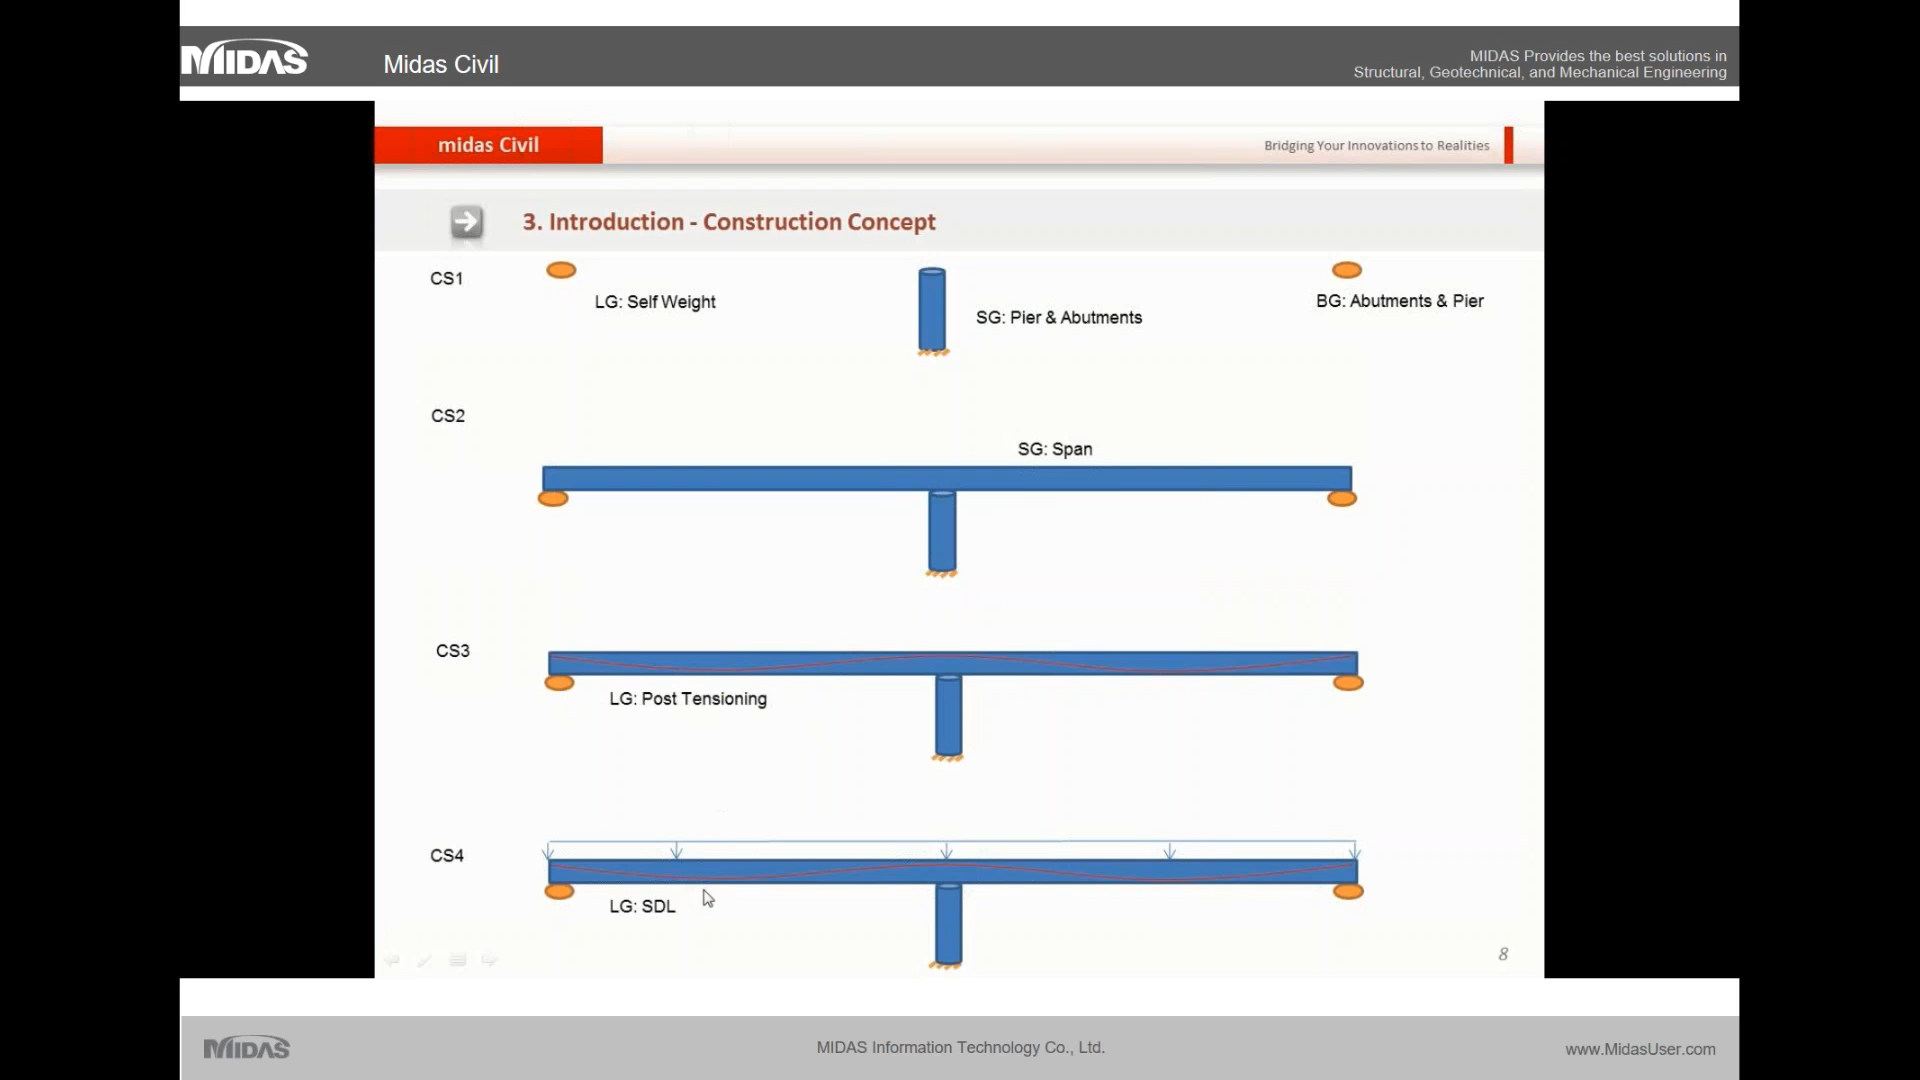 MIDAS
Midas Civil
MIDAS Provides the best solutions in
Structural, Geotechnical, and Mechanical Engineering
midas Civil
Bridging Your Innovations to Realities
3. Introduction - Construction Concept
CS1
LG: Self Weight
SG: Pier & Abutments
BG: Abutments & Pier
CS2
SG: Span
CS3
LG: Post Tensioning
CS4
LG: SDL
8
MIDAS
MIDAS Information Technology Co., Ltd.
www.MidasUser.com